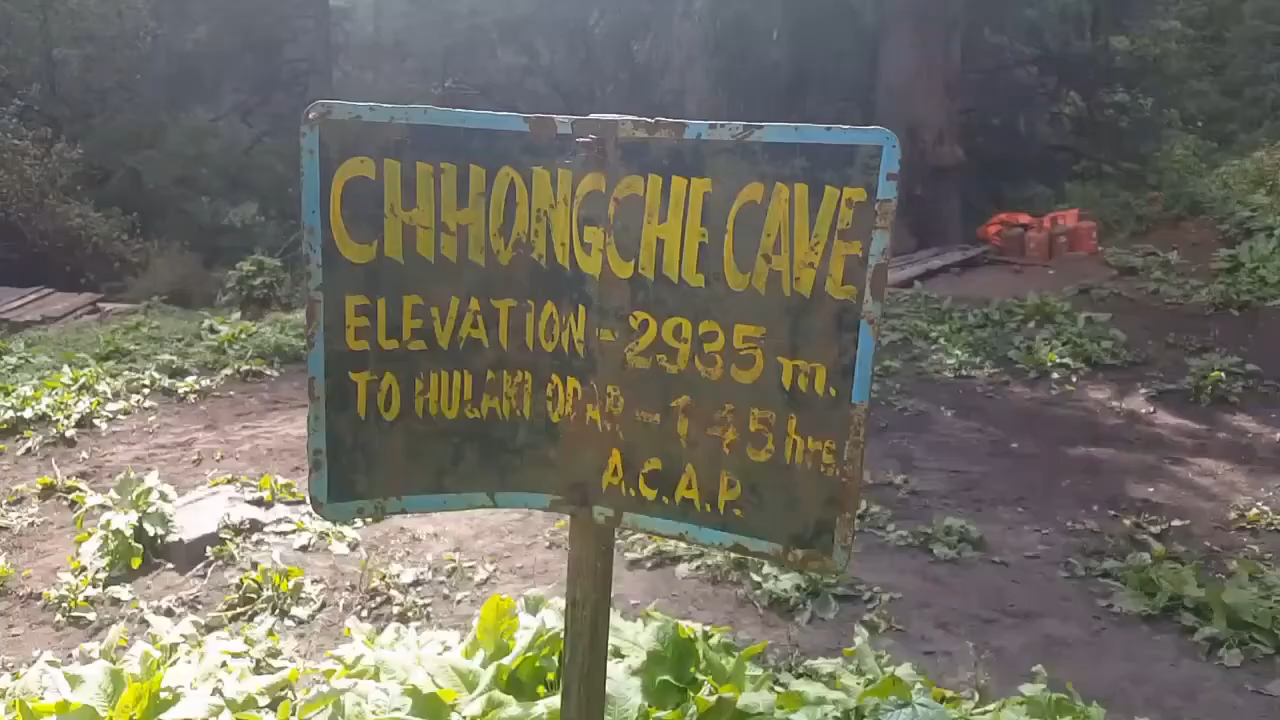 CHHONGCHE CAVE
ELEVATION - 2935 m.
TO HULAKI ODAR - 1 45 hrs
A.C.A.P.